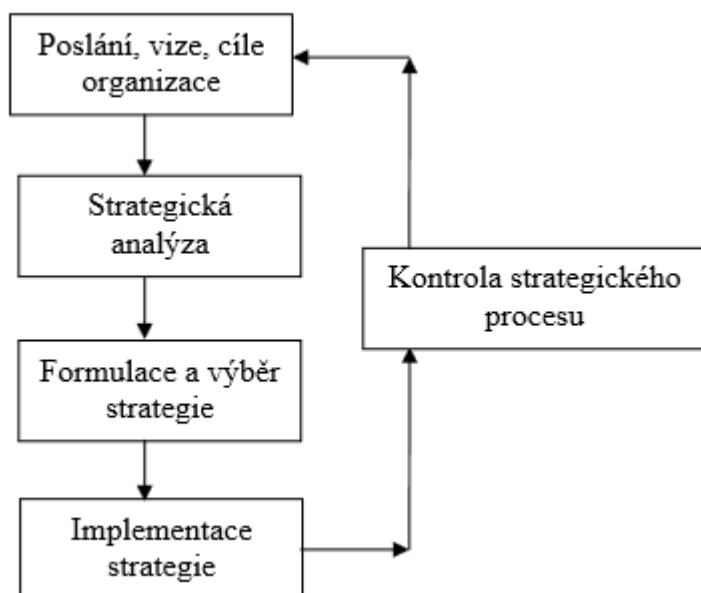 Poslání, vize, cíle
organizace
Strategická
analýza
Kontrola strategického
procesu
Formulace a výběr
strategie
Implementace
strategie